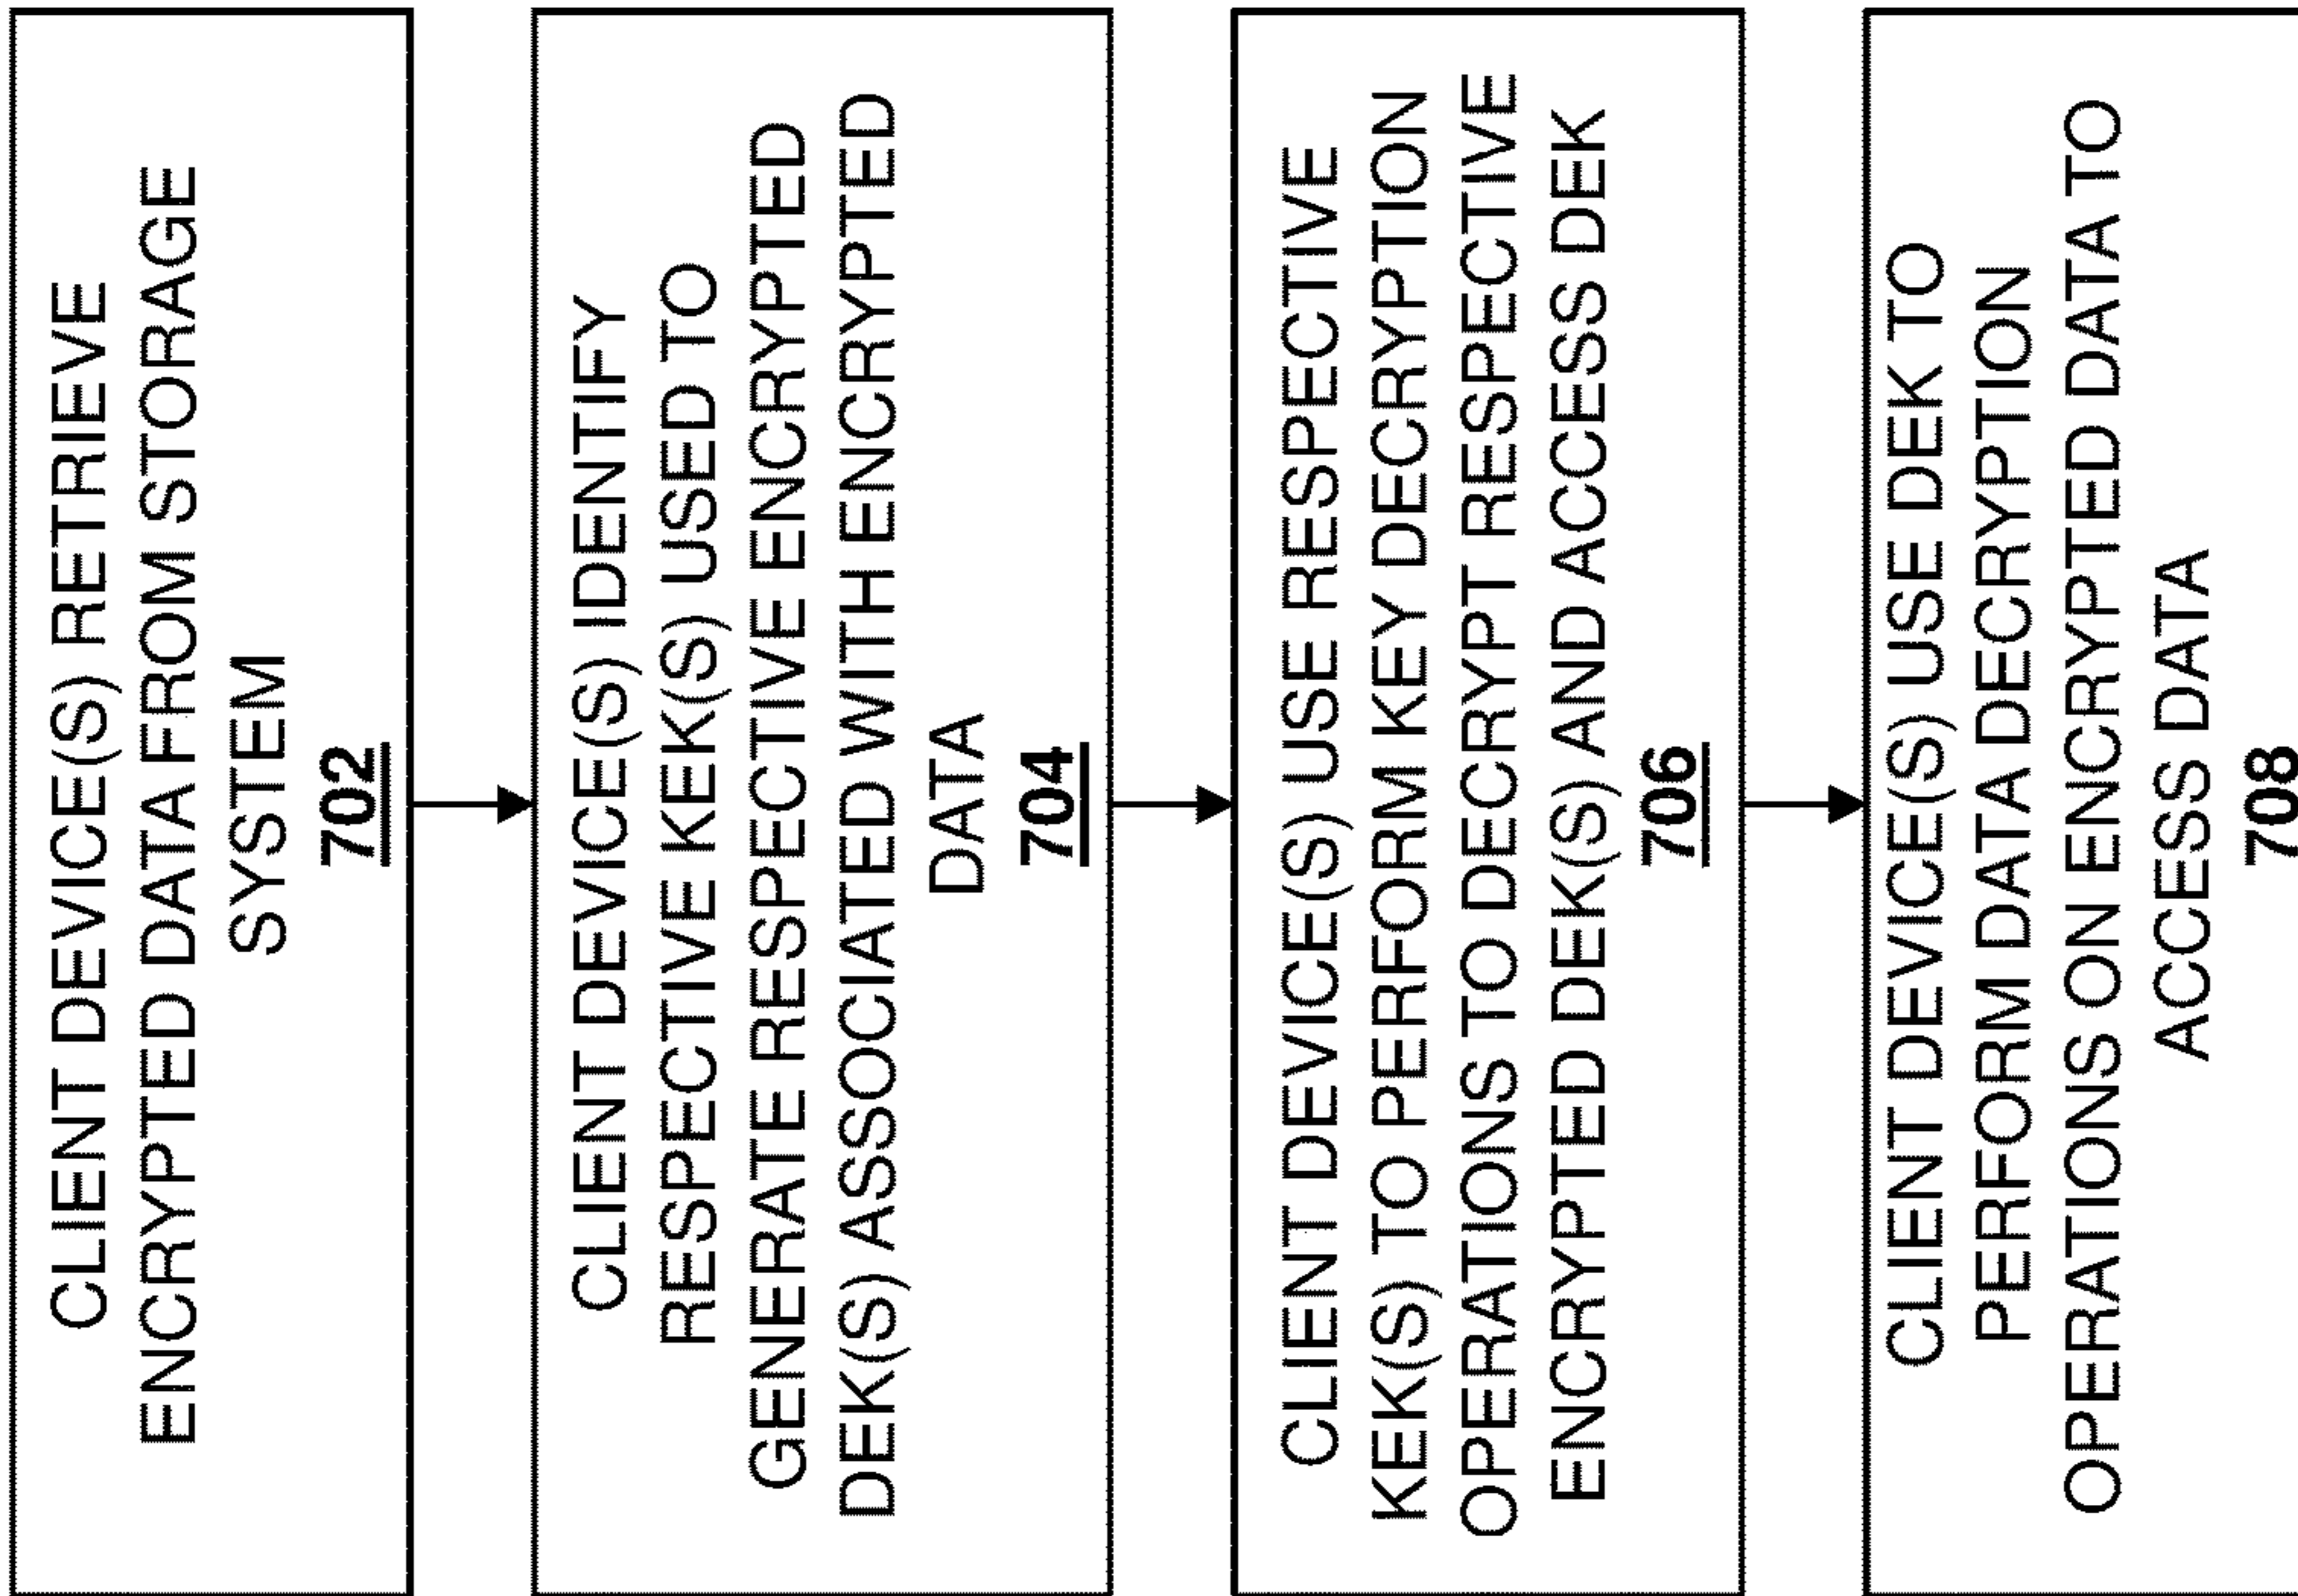 CLIENT DEVICE(S) RETRIEVE
ENCRYPTED DATA FROM STORAGE
SYSTEM
702
CLIENT DEVICE(S) IDENTIFY
RESPECTIVE KEK(S) USED TO
GENERATE RESPECTIVE ENCRYPTED
DEK(S) ASSOCIATED WITH ENCRYPTED
DATA
704
CLIENT DEVICE(S) USE RESPECTIVE
KEK(S) TO PERFORM KEY DECRYPTION
OPERATIONS TO DECRYPT RESPECTIVE
ENCRYPTED DEK(S) AND ACCESS DEK
706
CLIENT DEVICE(S) USE DEK TO
PERFORM DATA DECRYPTION
OPERATIONS ON ENCRYPTED DATA TO
ACCESS DATA
708